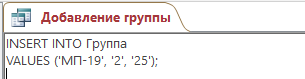 Добавление группы
INSERT INTO Группа
VALUES ('МП-19', '2', '25');